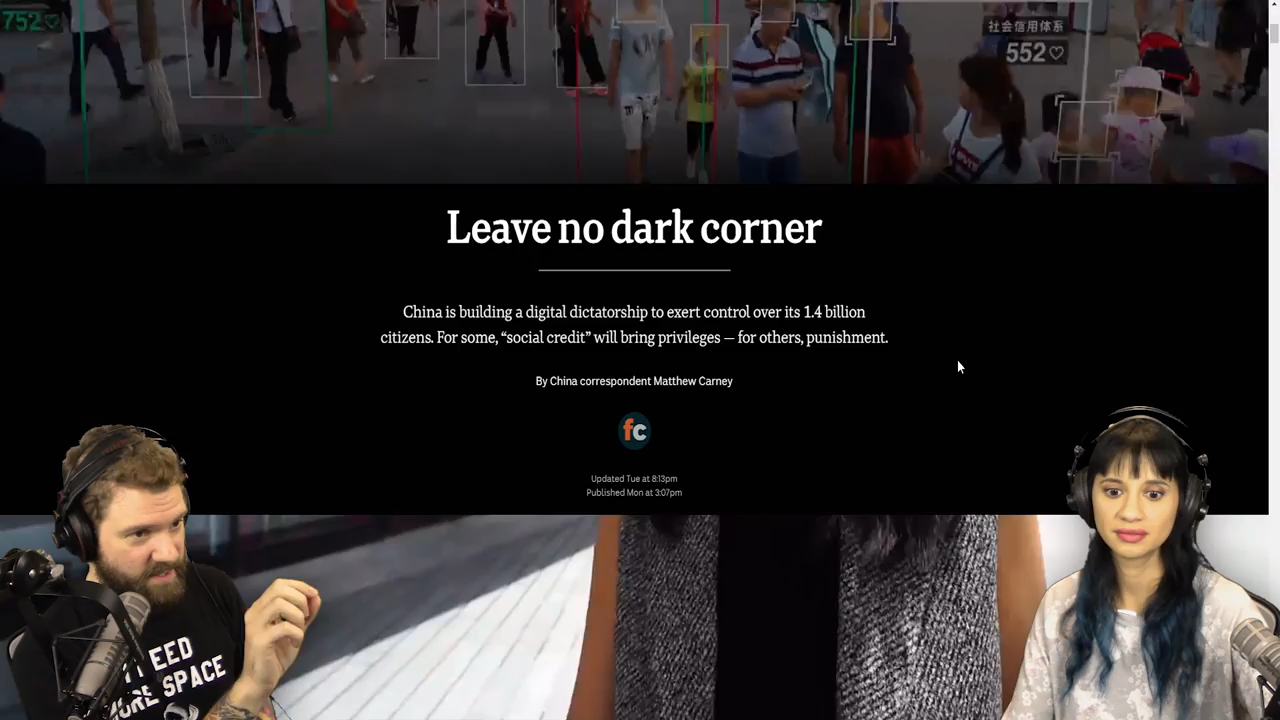 752
社会信用体系
552
Leave no dark corner
China is building a digital dictatorship to exert control over its 1.4 billion
citizens. For some, “social credit” will bring privileges — for others, punishment.
By China correspondent Matthew Carney
fc
Updated Tue at 8:13pm
Published Mon at 3:07pm
EED
SPACE